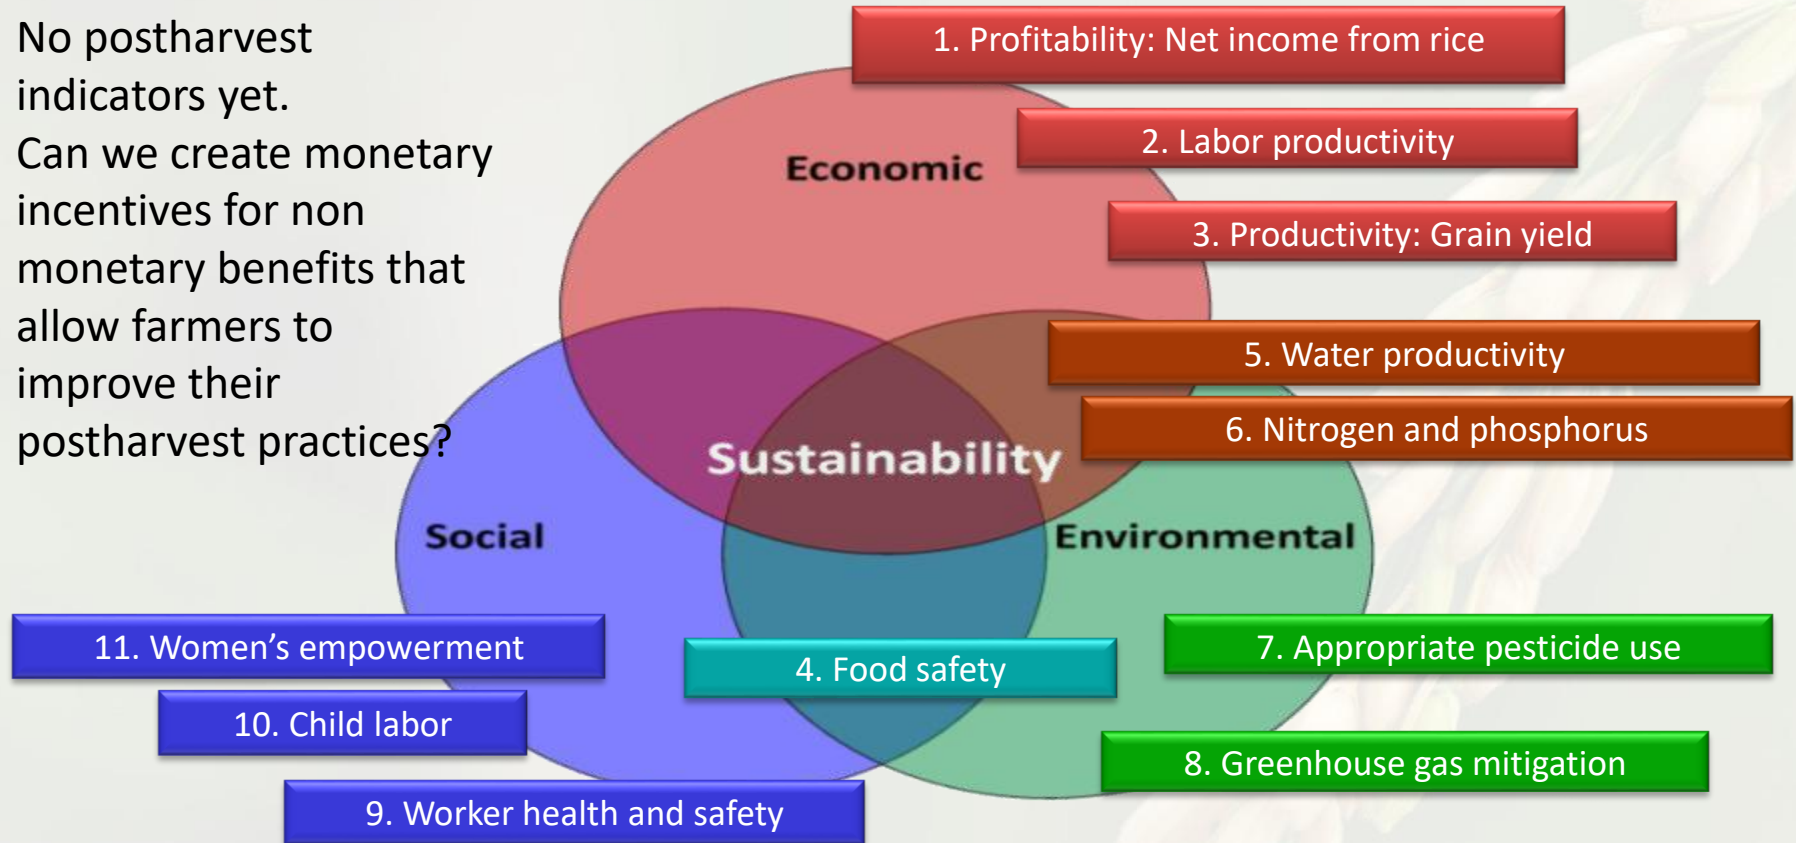 No postharvest
indicators yet.
Can we create monetary
incentives for non
monetary benefits that
allow farmers to
improve their
postharvest practices?
1. Profitability: Net income from rice
2. Labor productivity
Economic
3. Productivity: Grain yield
5. Water productivity
6. Nitrogen and phosphorus
Sustainability
Social
Environmental
11. Women’s empowerment
4. Food safety
7. Appropriate pesticide use
10. Child labor
8. Greenhouse gas mitigation
9. Worker health and safety